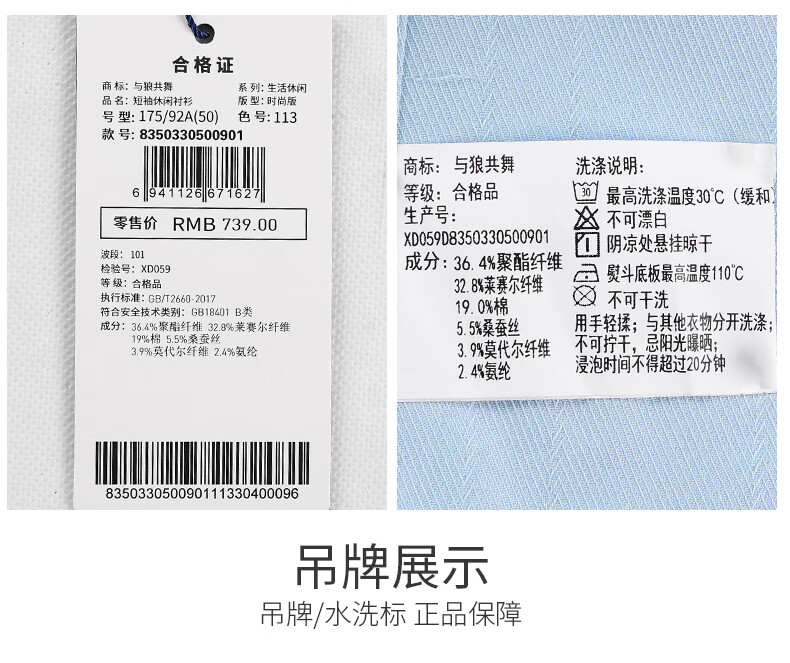 合格证
商标：与狼共舞 系列：生活休闲
品名：短袖休闲衬衫 版型：时尚版
号型：175/92A(50) 色号：113
款号：8350330500901
6 941126 671627
零售价 RMB 739.00
波段：101
检验号：XD059
等级：合格品
执行标准：GB/T2660-2017
符合安全技术类别：GB18401 B类
成分：36.4%聚酯纤维 32.8%莱赛尔纤维
19%棉 5.5%桑蚕丝
3.9%莫代尔纤维 2.4%氨纶
835033050090111330400096
商标：与狼共舞
等级：合格品
生产号：
XD059D8350330500901
成分：36.4%聚酯纤维
32.8%莱赛尔纤维
19.0%棉
5.5%桑蚕丝
3.9%莫代尔纤维
2.4%氨纶
洗涤说明：
30 最高洗涤温度30℃（缓和）
不可漂白
阴凉处悬挂晾干
熨斗底板最高温度110℃
不可干洗
用手轻揉；与其他衣物分开洗涤；
不可拧干，忌阳光曝晒；
浸泡时间不得超过20分钟
吊牌展示
吊牌/水洗标 正品保障